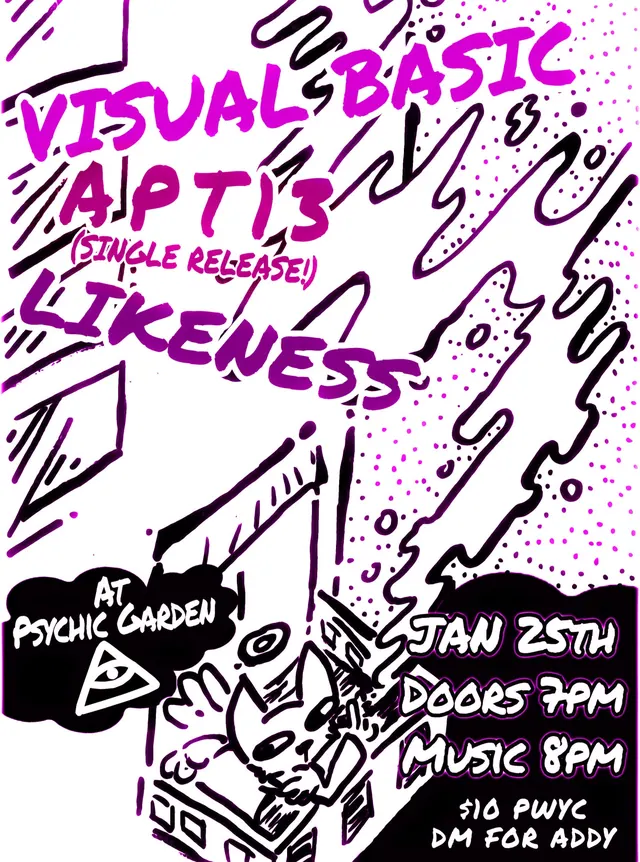 VISUAL BASIC
APT13
(SINGLE RELEASE!)
LIKENESS
AT
PSYCHIC GARDEN
JAN 25TH
DOORS 7PM
MUSIC 8PM
$10 PWYC
DM FOR ADDY